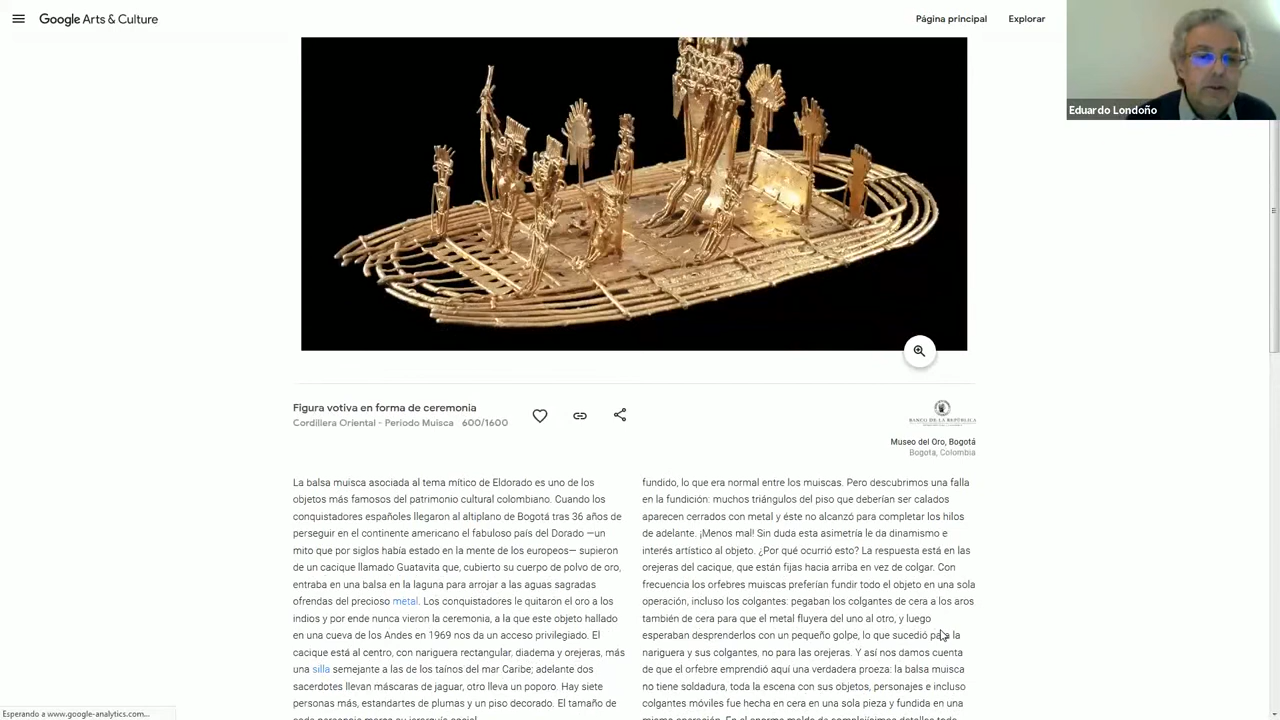 Google Arts & Culture
Página principal
Explorar
Eduardo Londoño
Figura votiva en forma de ceremonia
Cordillera Oriental - Periodo Muisca 600/1600
BANCO DE LA REPÚBLICA
Museo del Oro, Bogotá
Bogota, Colombia
La balsa muisca asociada al tema mítico de Eldorado es uno de los
objetos más famosos del patrimonio cultural colombiano. Cuando los
conquistadores españoles llegaron al altiplano de Bogotá tras 36 años de
perseguir en el continente americano el fabuloso país del Dorado —un
mito que por siglos había estado en la mente de los europeos— supieron
de un cacique llamado Guatavita que, cubierto su cuerpo de polvo de oro,
entraba en una balsa en la laguna para arrojar a las aguas sagradas
ofrendas del precioso metal. Los conquistadores le quitaron el oro a los
indios y por ende nunca vieron la ceremonia, a la que este objeto hallado
en una cueva de los Andes en 1969 nos da un acceso privilegiado. El
cacique está al centro, con nariguera rectangular, diadema y orejeras, más
una silla semejante a las de los taínos del mar Caribe; adelante dos
sacerdotes llevan máscaras de jaguar, otro lleva un poporo. Hay siete
personas más, estandartes de plumas y un piso decorado. El tamaño de
fundido, lo que era normal entre los muiscas. Pero descubrimos una falla
en la fundición: muchos triángulos del piso que deberían ser calados
aparecen cerrados con metal y éste no alcanzó para completar los hilos
de adelante. ¡Menos mal! Sin duda esta asimetría le da dinamismo e
interés artístico al objeto. ¿Por qué ocurrió esto? La respuesta está en las
orejeras del cacique, que están fijas hacia arriba en vez de colgar. Con
frecuencia los orfebres muiscas preferían fundir todo el objeto en una sola
operación, incluso los colgantes: pegaban los colgantes de cera a los aros
también de cera para que el metal fluyera del uno al otro, y luego
esperaban desprenderlos con un pequeño golpe, lo que sucedió para la
nariguera y sus colgantes, no para las orejeras. Y así nos damos cuenta
de que el orfebre emprendió aquí una verdadera proeza: la balsa muisca
no tiene soldadura, toda la escena con sus objetos, personajes e incluso
colgantes móviles fue hecha en cera en una sola pieza y fundida en una
Esperando a www.google-analytics.com...